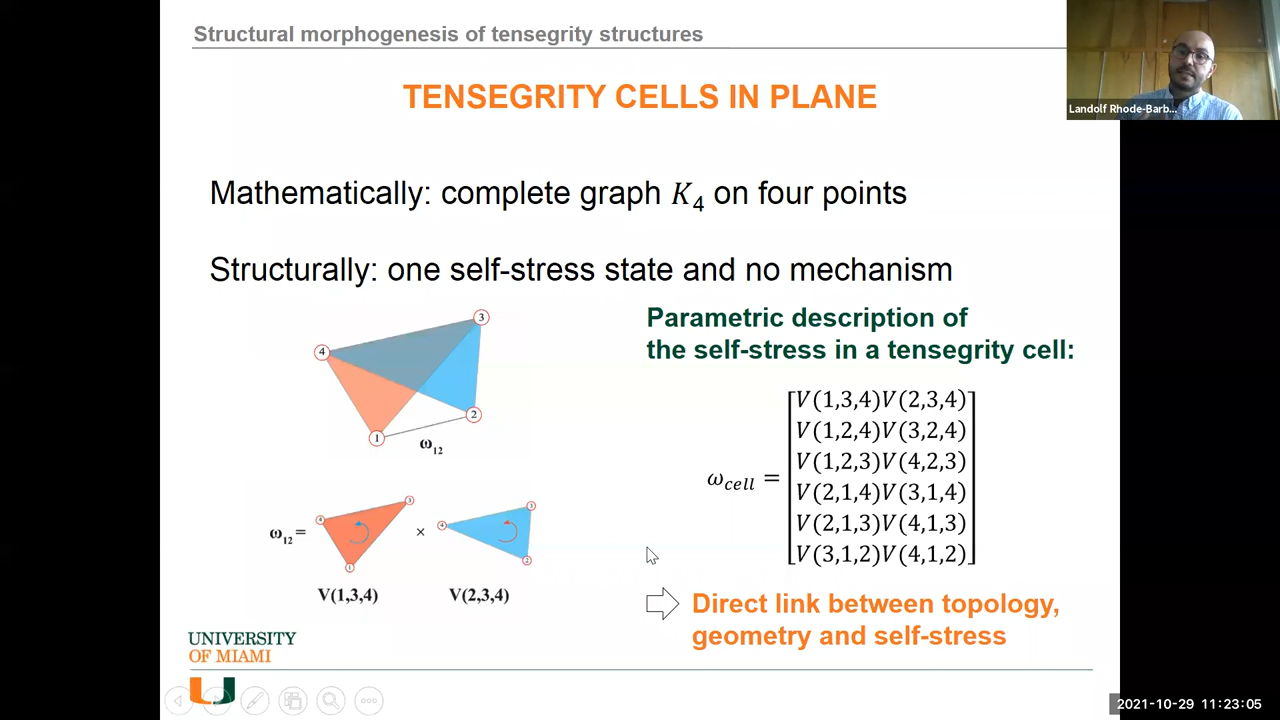 Structural morphogenesis of tensegrity structures
TENSEGRITY CELLS IN PLANE
Landolf Rhode-Barb...
Mathematically: complete graph K₄ on four points
Structurally: one self-stress state and no mechanism
3
4
2
1
ω₁₂
ω₁₂ =
4
3
1
×
4
3
2
V(1,3,4)
V(2,3,4)
Parametric description of
the self-stress in a tensegrity cell:
ω_cell =
V(1,3,4)V(2,3,4)
V(1,2,4)V(3,2,4)
V(1,2,3)V(4,2,3)
V(2,1,4)V(3,1,4)
V(2,1,3)V(4,1,3)
V(3,1,2)V(4,1,2)
Direct link between topology,
geometry and self-stress
UNIVERSITY
OF MIAMI
U
2021-10-29 11:23:05